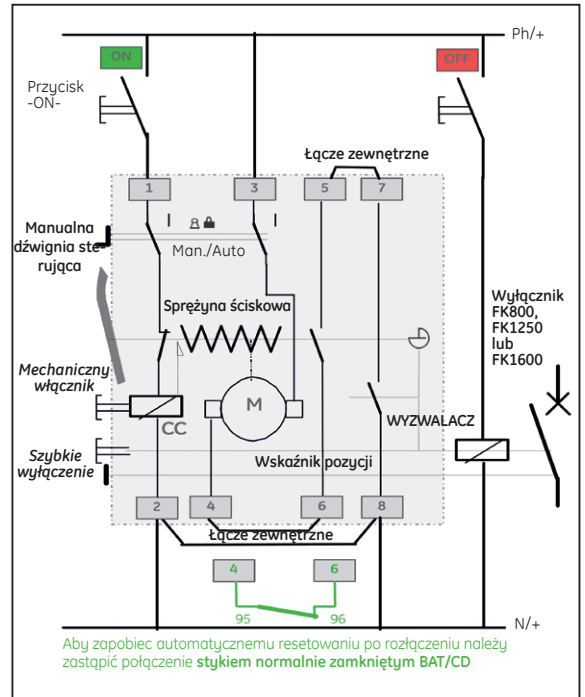 Ph/+
ON
OFF
Przycisk
-ON-
Łącze zewnętrzne
1
3
5
7
Manualna
dźwignia ste-
rująca
Man./Auto
Sprężyna ściskowa
Wyłącznik
FK800,
FK1250
lub
FK1600
Mechaniczny
włącznik
M
CC
WYZWALACZ
Szybkie
wyłączenie
Wskaźnik pozycji
2
4
6
8
Łącze zewnętrzne
4
6
95
96
N/+
Aby zapobiec automatycznemu resetowaniu po rozłączeniu należy
zastąpić połączenie stykiem normalnie zamkniętym BAT/CD